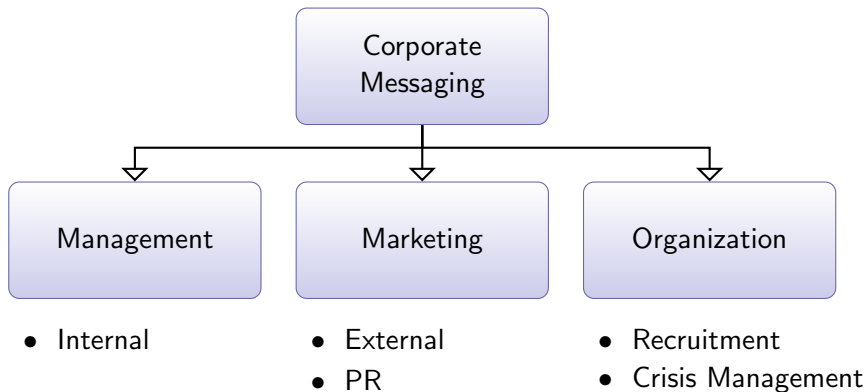 Corporate
Messaging
Management
Marketing
Organization
• Internal
• External
• PR
• Recruitment
• Crisis Management